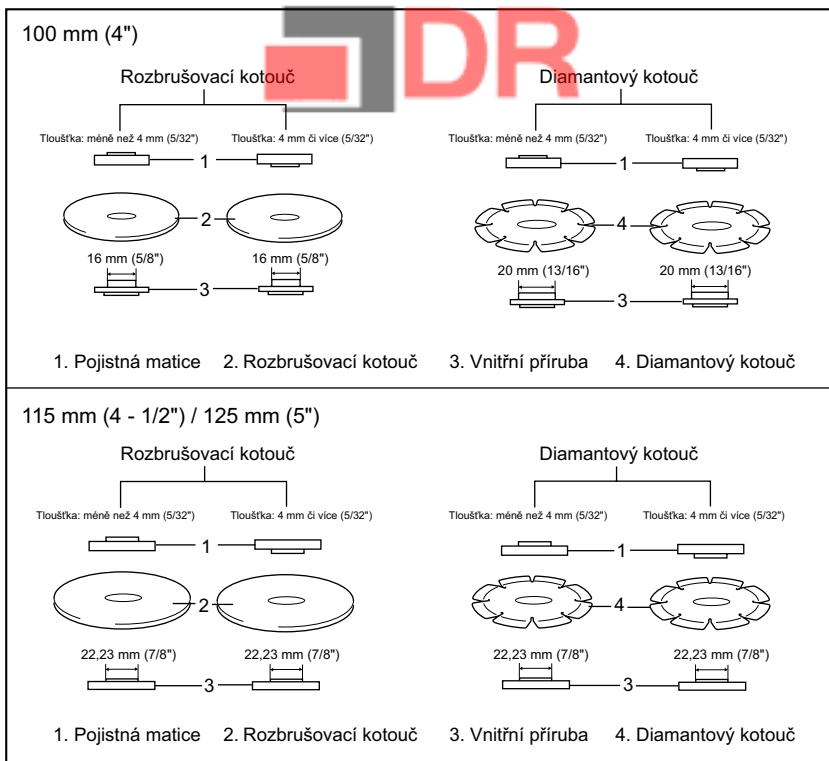 DR
100 mm (4")
Rozbrušovací kotouč
Diamantový kotouč
Tloušťka: méně než 4 mm (5/32")
Tloušťka: 4 mm či více (5/32")
Tloušťka: méně než 4 mm (5/32")
Tloušťka: 4 mm či více (5/32")
1
1
2
4
16 mm (5/8")
16 mm (5/8")
20 mm (13/16")
20 mm (13/16")
3
3
1. Pojistná matice 2. Rozbrušovací kotouč 3. Vnitřní příruba 4. Diamantový kotouč
115 mm (4 - 1/2") / 125 mm (5")
Rozbrušovací kotouč
Diamantový kotouč
Tloušťka: méně než 4 mm (5/32")
Tloušťka: 4 mm či více (5/32")
Tloušťka: méně než 4 mm (5/32")
Tloušťka: 4 mm či více (5/32")
1
1
2
4
22,23 mm (7/8")
22,23 mm (7/8")
22,23 mm (7/8")
22,23 mm (7/8")
3
3
1. Pojistná matice 2. Rozbrušovací kotouč 3. Vnitřní příruba 4. Diamantový kotouč